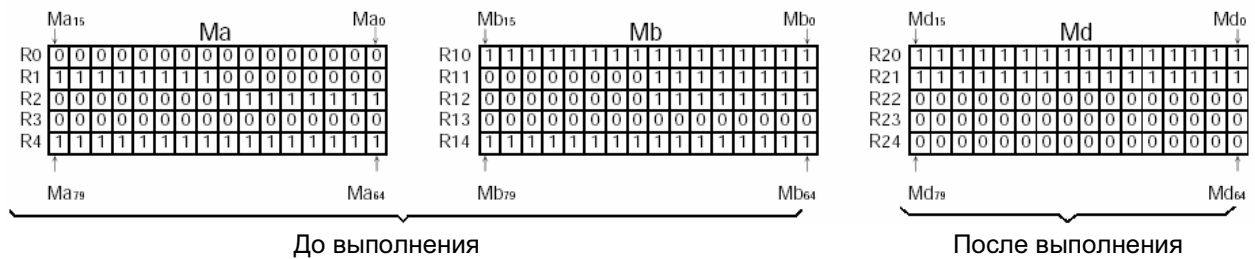 Ma15 Ma Ma0 Mb15 Mb Mb0 Md15 Md Md0
R0 0 0 0 0 0 0 0 0 0 0 0 0 0 0 0 0 R10 1 1 1 1 1 1 1 1 1 1 1 1 1 1 1 1 R20 1 1 1 1 1 1 1 1 1 1 1 1 1 1 1 1
R1 1 1 1 1 1 1 1 1 0 0 0 0 0 0 0 0 R11 0 0 0 0 0 0 0 0 1 1 1 1 1 1 1 1 R21 1 1 1 1 1 1 1 1 1 1 1 1 1 1 1 1
R2 0 0 0 0 0 0 0 0 1 1 1 1 1 1 1 1 R12 0 0 0 0 0 0 0 0 1 1 1 1 1 1 1 1 R22 0 0 0 0 0 0 0 0 0 0 0 0 0 0 0 0
R3 0 0 0 0 0 0 0 0 0 0 0 0 0 0 0 0 R13 0 0 0 0 0 0 0 0 0 0 0 0 0 0 0 0 R23 0 0 0 0 0 0 0 0 0 0 0 0 0 0 0 0
R4 1 1 1 1 1 1 1 1 1 1 1 1 1 1 1 1 R14 1 1 1 1 1 1 1 1 1 1 1 1 1 1 1 1 R24 0 0 0 0 0 0 0 0 0 0 0 0 0 0 0 0
Ma79 Ma64 Mb79 Mb64 Md79 Md64
До выполнения После выполнения